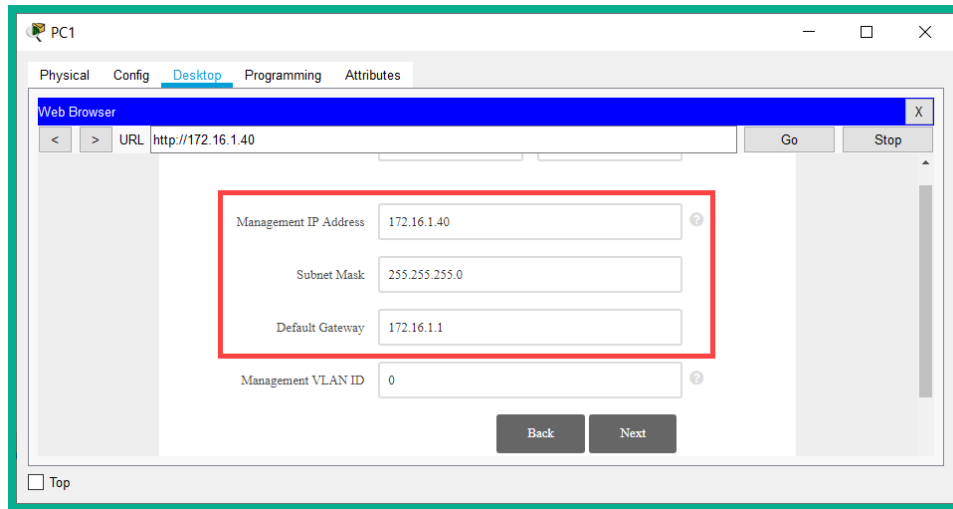 PC1
Physical Config Desktop Programming Attributes
Web Browser X
< > URL http://172.16.1.40 Go Stop
Management IP Address 172.16.1.40 ?
Subnet Mask 255.255.255.0
Default Gateway 172.16.1.1
Management VLAN ID 0 ?
Back Next
Top